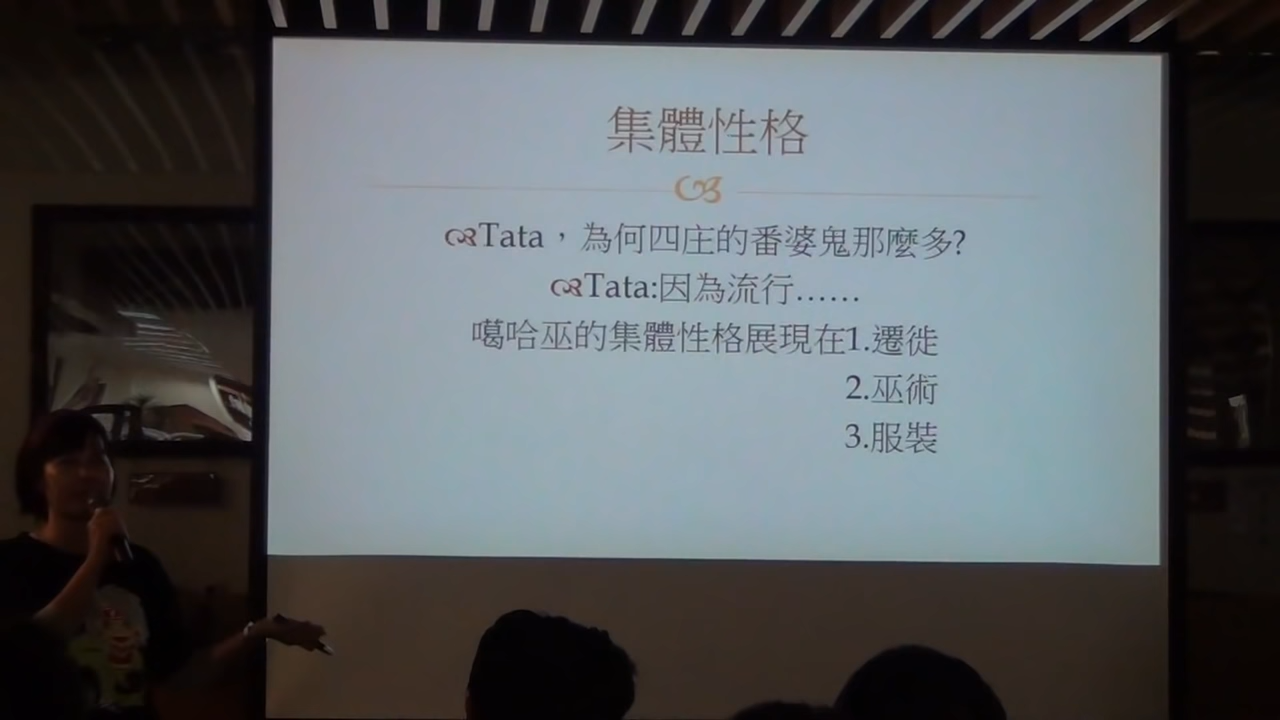 集體性格
Tata，為何四庄的番婆鬼那麼多?
Tata:因為流行……
噶哈巫的集體性格展現在1.遷徙
2.巫術
3.服裝